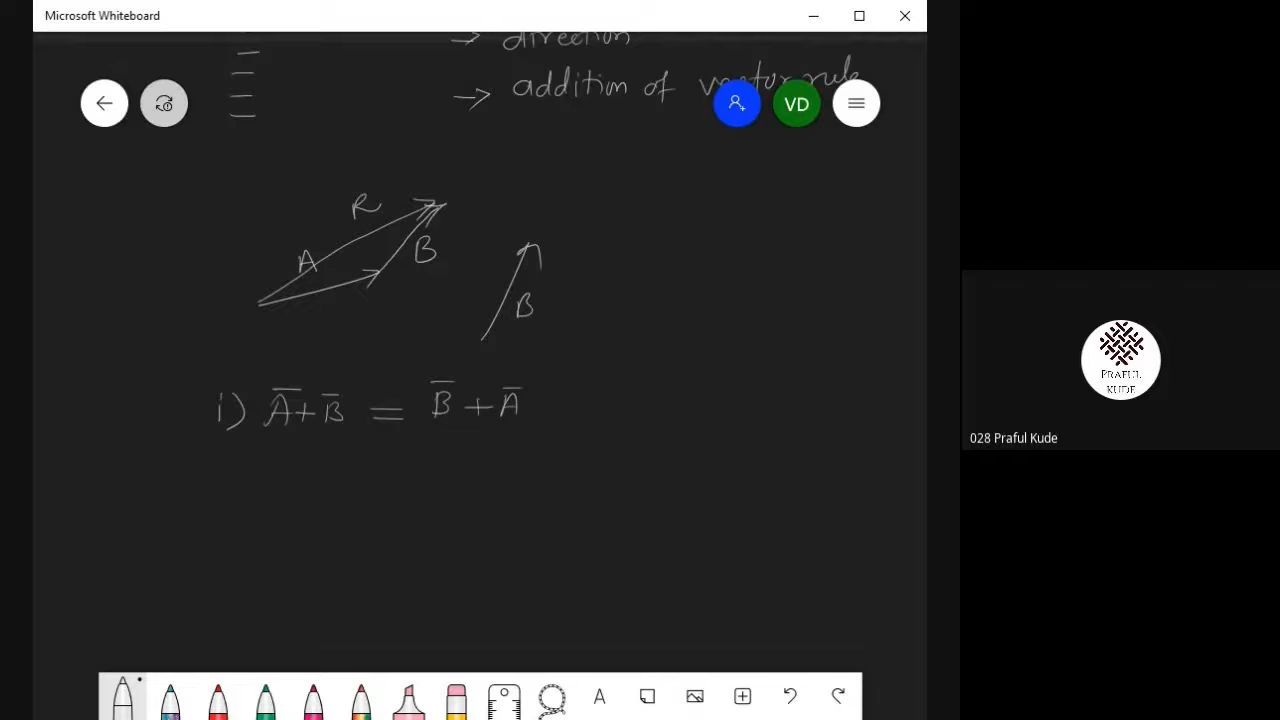 Microsoft Whiteboard
→ direction
→ addition of vector rule
VD
R
A
B
B
i) A̅+B̅ = B̅+A̅
PRAFUL
KUDE
028 Praful Kude
A